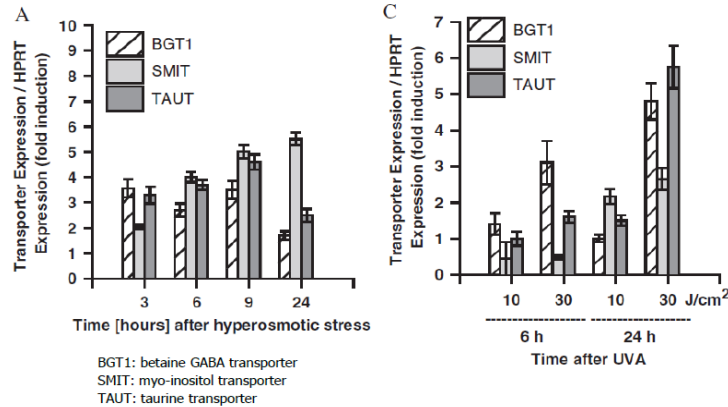 A
Transporter Expression / HPRT
Expression (fold induction)
10
9
8
7
6
5
4
3
2
1
0
BGT1
SMIT
TAUT
3 6 9 24
Time [hours] after hyperosmotic stress
BGT1: betaine GABA transporter
SMIT: myo-inositol transporter
TAUT: taurine transporter
C
Transporter Expression / HPRT
Expression (fold induction)
7
6
5
4
3
2
1
0
BGT1
SMIT
TAUT
10 30 10 30 J/cm²
6 h 24 h
Time after UVA